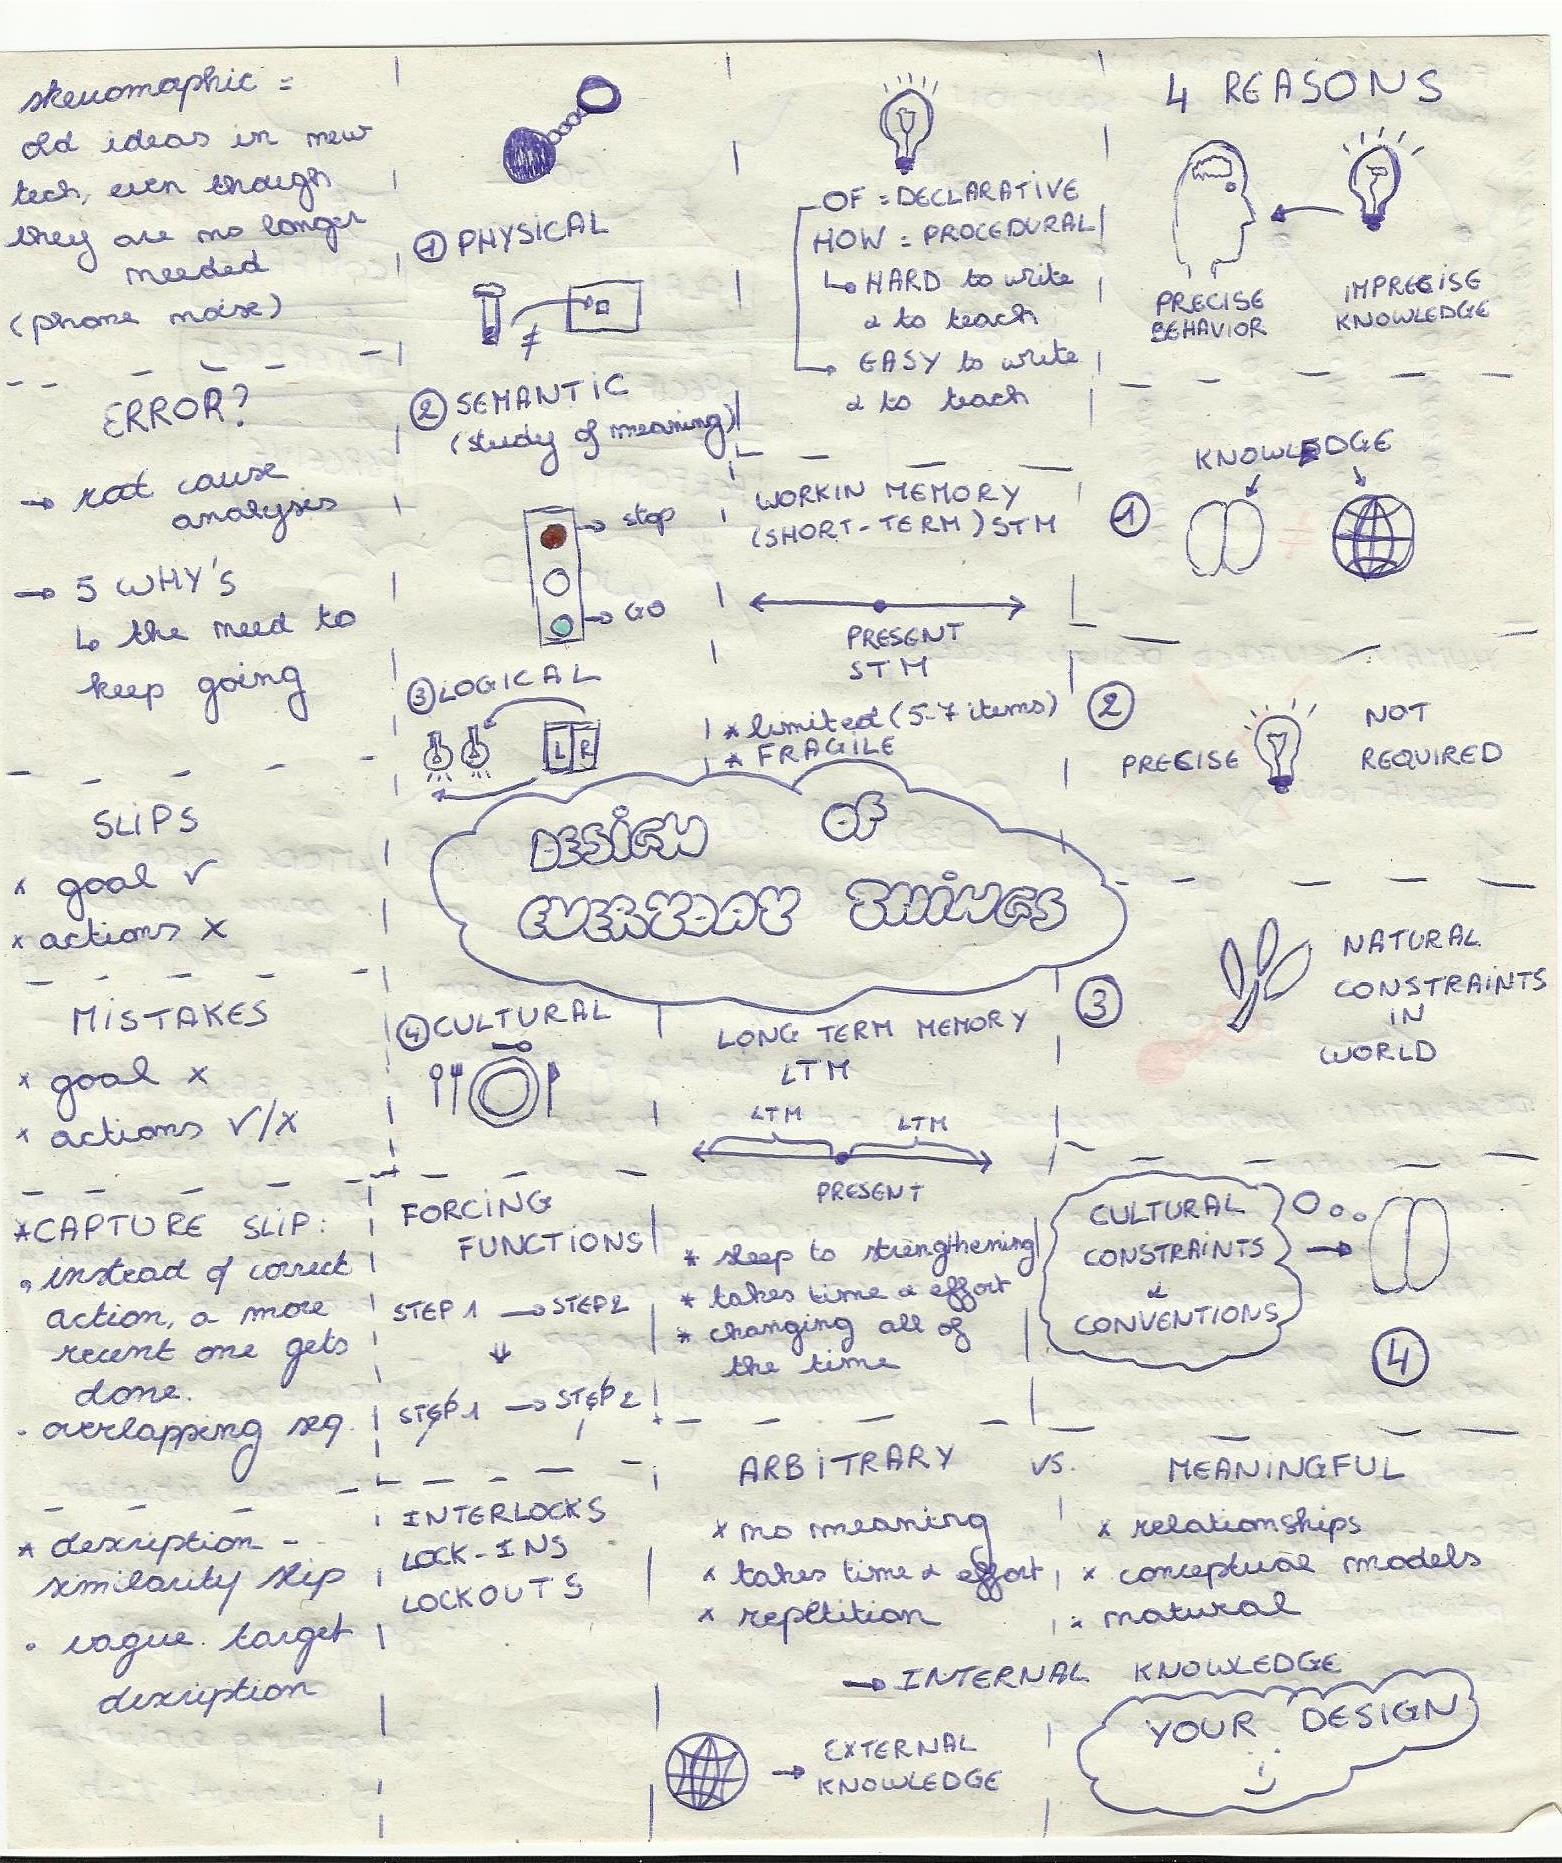 skeuomorphic =
old ideas in new
tech, even though
they are no longer
needed
(phone noise)
ERROR?
→ root cause
analysis
→ 5 WHY'S
↳ the need to
keep going
SLIPS
* goal √
* actions x
MISTAKES
* goal x
* actions √/x
*CAPTURE SLIP:
• instead of correct
action, a more
recent one gets
done.
• overlapping seq.
* description -
similarity slip
• vague target
description
① PHYSICAL
≠
② SEMANTIC
(study of meaning)
→ stop
→ GO
③ LOGICAL
L R
DESIGN OF
EVERYDAY THINGS
④ CULTURAL
FORCING
FUNCTIONS
STEP 1 → STEP 2
↓
STEP 1 → STEP 2
INTERLOCKS
LOCK-INS
LOCKOUTS
OF = DECLARATIVE
HOW = PROCEDURAL
↳ HARD to write
& to teach
→ EASY to write
& to teach
WORKIN MEMORY
(SHORT-TERM) STM
PRESENT
STM
* limited (5-7 items)
* FRAGILE
LONG TERM MEMORY
LTM
LTM LTM
PRESENT
* sleep to strengthening
* takes time & effort
* changing all of
the time
ARBITRARY VS. MEANINGFUL
* no meaning
* takes time & effort
* repetition
* relationships
* conceptual models
* natural
→ INTERNAL KNOWLEDGE
→ EXTERNAL
KNOWLEDGE
YOUR DESIGN
4 REASONS
PRECISE
BEHAVIOR
IMPRECISE
KNOWLEDGE
KNOWLEDGE
① ≠
②
PRECISE
NOT
REQUIRED
③
NATURAL
CONSTRAINTS
IN
WORLD
CULTURAL
CONSTRAINTS
&
CONVENTIONS
→
④